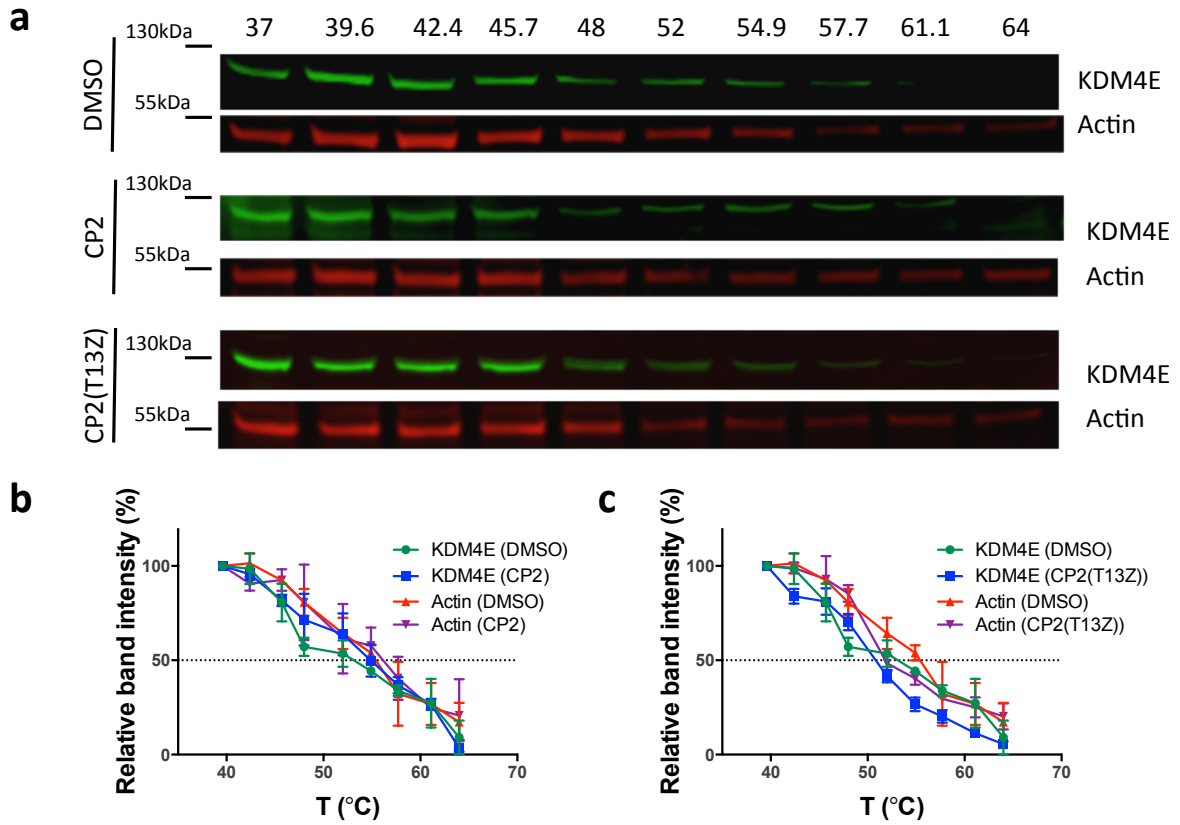 a
37 39.6 42.4 45.7 48 52 54.9 57.7 61.1 64
DMSO
130kDa
KDM4E
55kDa
Actin
CP2
130kDa
KDM4E
55kDa
Actin
CP2(T13Z)
130kDa
KDM4E
55kDa
Actin
b
Relative band intensity (%)
100
50
0
40 50 60 70
T (°C)
KDM4E (DMSO)
KDM4E (CP2)
Actin (DMSO)
Actin (CP2)
c
Relative band intensity (%)
100
50
0
40 50 60 70
T (°C)
KDM4E (DMSO)
KDM4E (CP2(T13Z))
Actin (DMSO)
Actin (CP2(T13Z))